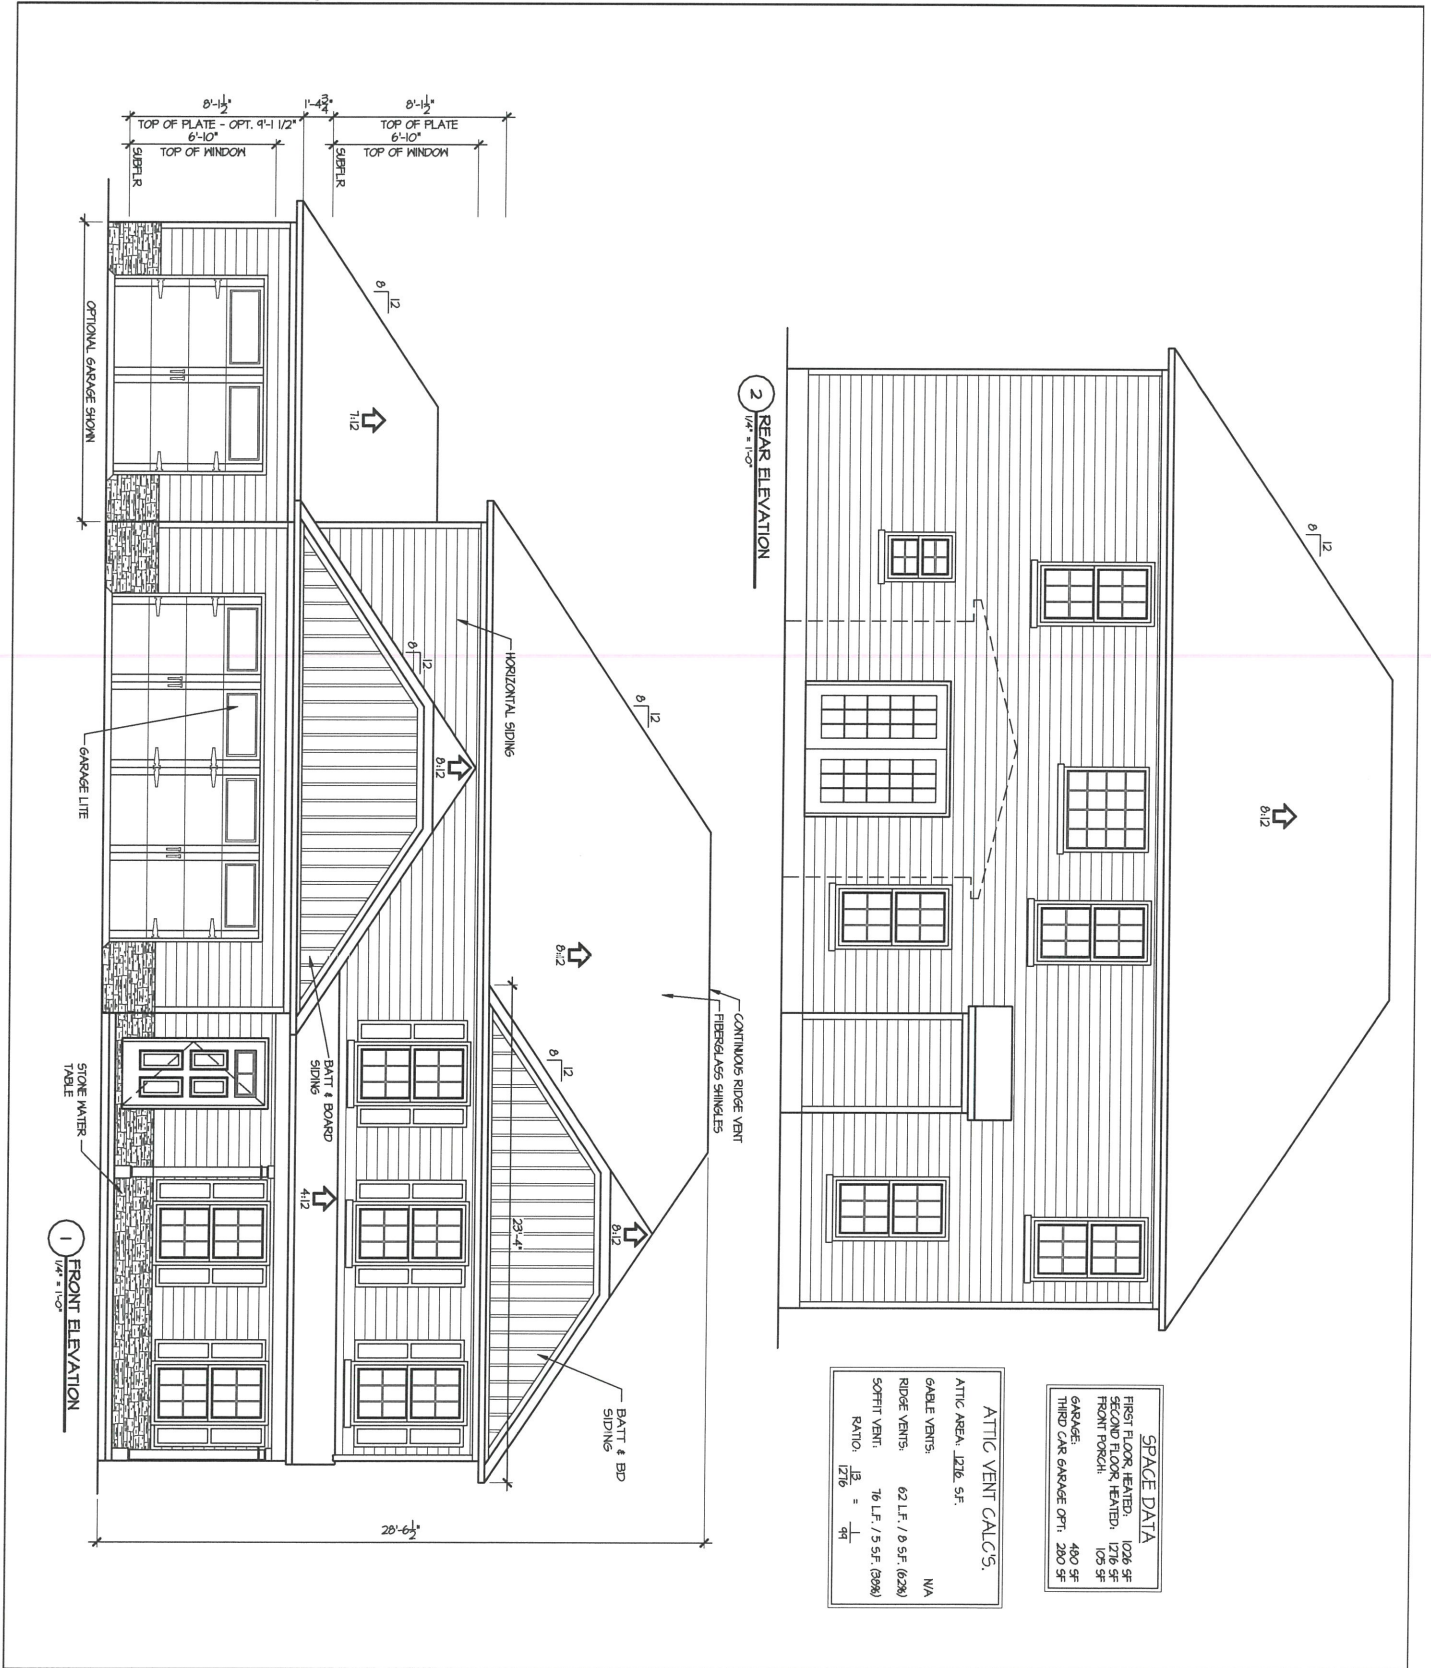 8'-1 1/2"
TOP OF PLATE - OPT. 9'-1 1/2"
6'-10"
TOP OF WINDOW
SUBFLR
1'-4 3/4"
8'-1 1/2"
TOP OF PLATE
6'-10"
TOP OF WINDOW
SUBFLR
12
8
7:12
OPTIONAL GARAGE SHOWN
12
8
8:12
HORIZONTAL SIDING
GARAGE LITE
12
8
8:12
CONTINUOUS RIDGE VENT
FIBERGLASS SHINGLES
BATT & BOARD
SIDING
STONE WATER
TABLE
12
8
8:12
23'-4"
4:12
BATT & BD
SIDING
28'-6 1/2"
1
FRONT ELEVATION
1/4" = 1'-0"
2
REAR ELEVATION
1/4" = 1'-0"
12
8
8:12
SPACE DATA
FIRST FLOOR, HEATED: 1026 SF
SECOND FLOOR, HEATED: 1276 SF
FRONT PORCH: 105 SF
GARAGE: 480 SF
THIRD CAR GARAGE OPT: 280 SF
ATTIC VENT CALC'S.
ATTIC AREA: 1276 S.F.
GABLE VENTS: N/A
RIDGE VENTS: 62 L.F. / 8 S.F. (62%)
SOFFIT VENT: 76 L.F. / 5 S.F. (38%)
RATIO: 13/1276 = 1/99